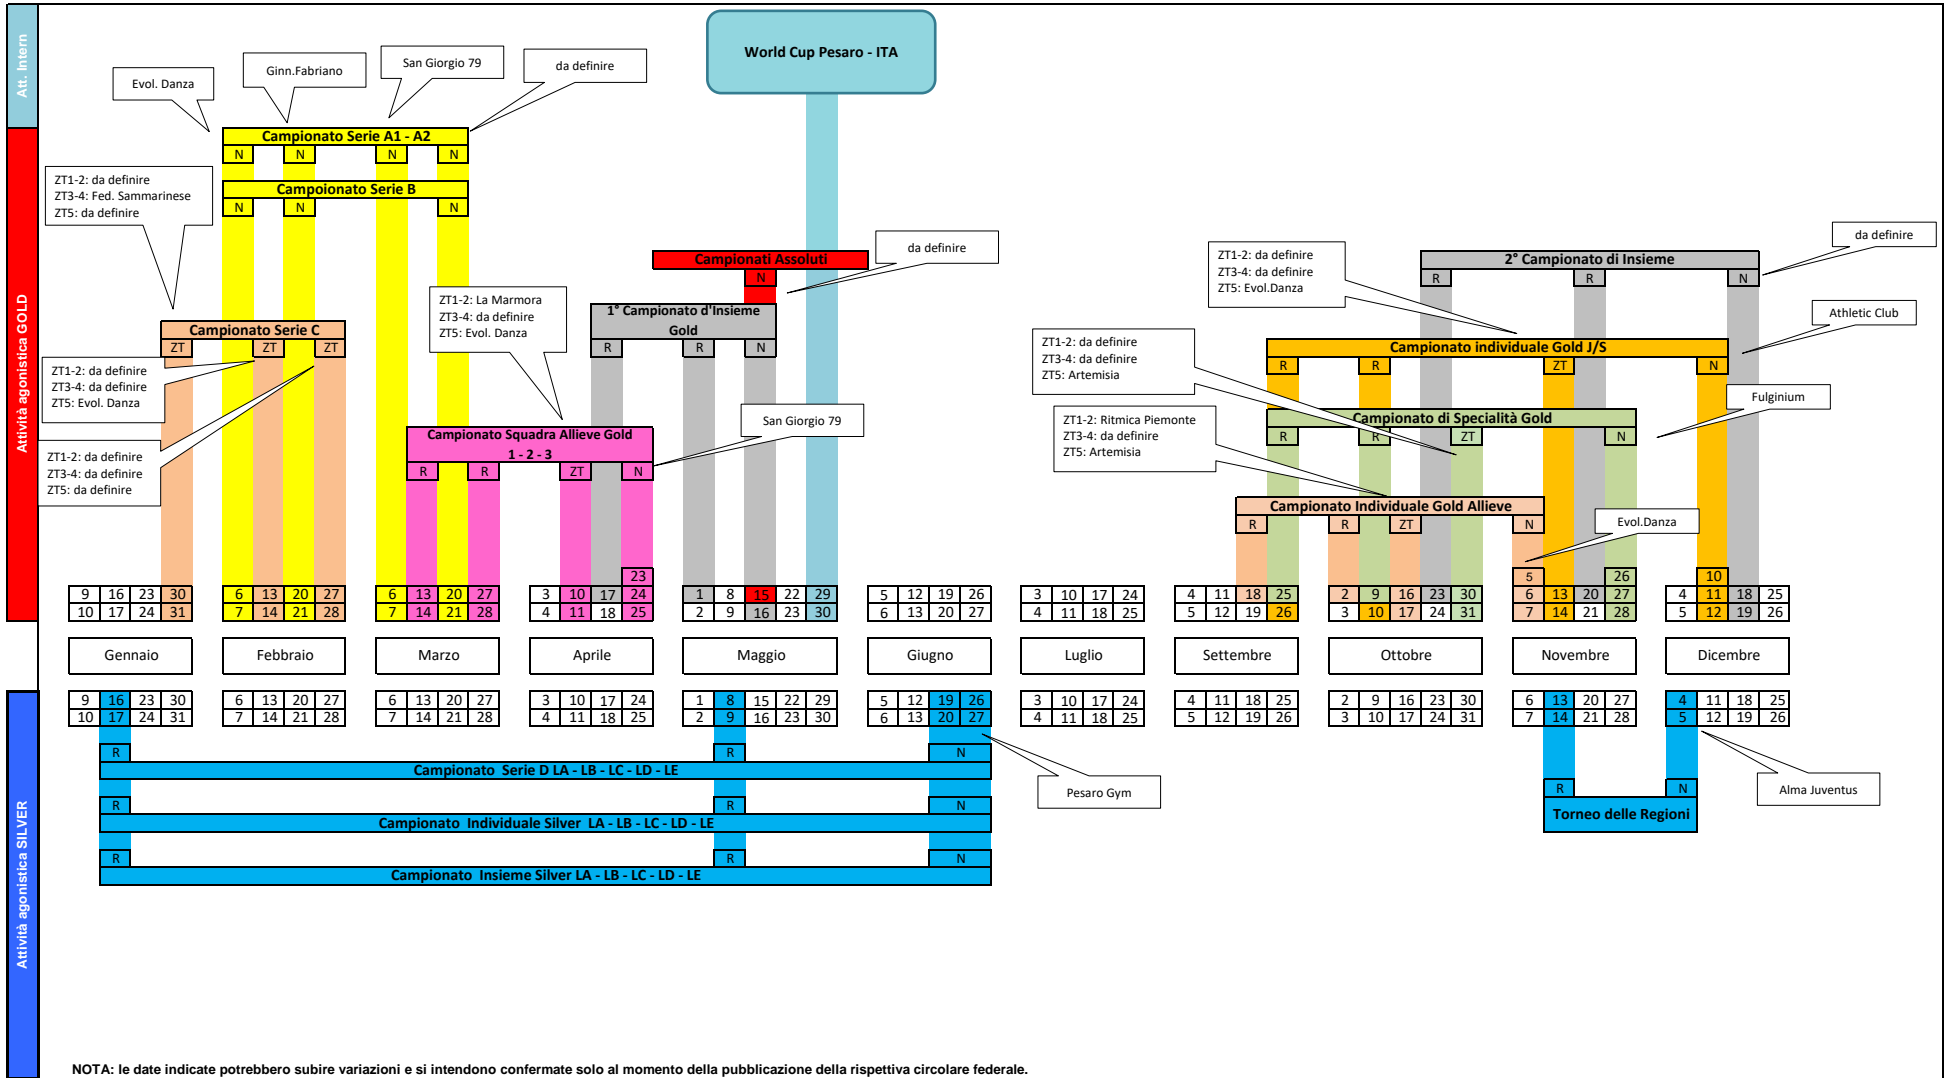 Att. Intern
World Cup Pesaro - ITA
Evol. Danza
Ginn.Fabriano
San Giorgio 79
da definire
Attività agonistica GOLD
Campionato Serie A1 - A2
N N N N
Campoionato Serie B
N N N
ZT1-2: da definire
ZT3-4: Fed. Sammarinese
ZT5: da definire
Campionato Serie C
ZT ZT ZT
ZT1-2: da definire
ZT3-4: da definire
ZT5: Evol. Danza
ZT1-2: da definire
ZT3-4: da definire
ZT5: da definire
ZT1-2: La Marmora
ZT3-4: da definire
ZT5: Evol. Danza
Campionato Squadra Allieve Gold
1 - 2 - 3
R R ZT N
San Giorgio 79
Campionati Assoluti
N
da definire
1° Campionato d'Insieme
Gold
R R N
ZT1-2: da definire
ZT3-4: da definire
ZT5: Evol.Danza
2° Campionato di Insieme
R R N
da definire
Campionato individuale Gold J/S
R R ZT N
Athletic Club
ZT1-2: da definire
ZT3-4: da definire
ZT5: Artemisia
Campionato di Specialità Gold
R R ZT N
Fulginium
ZT1-2: Ritmica Piemonte
ZT3-4: da definire
ZT5: Artemisia
Campionato Individuale Gold Allieve
R R ZT N
Evol.Danza
23 5 26 10
9 16 23 30 6 13 20 27 6 13 20 27 3 10 17 24 1 8 15 22 29 5 12 19 26 3 10 17 24 4 11 18 25 2 9 16 23 30 6 13 20 27 4 11 18 25
10 17 24 31 7 14 21 28 7 14 21 28 4 11 18 25 2 9 16 23 30 6 13 20 27 4 11 18 25 5 12 19 26 3 10 17 24 31 7 14 21 28 5 12 19 26
Gennaio Febbraio Marzo Aprile Maggio Giugno Luglio Settembre Ottobre Novembre Dicembre
Attività agonistica SILVER
9 16 23 30 6 13 20 27 6 13 20 27 3 10 17 24 1 8 15 22 29 5 12 19 26 3 10 17 24 4 11 18 25 2 9 16 23 30 6 13 20 27 4 11 18 25
10 17 24 31 7 14 21 28 7 14 21 28 4 11 18 25 2 9 16 23 30 6 13 20 27 4 11 18 25 5 12 19 26 3 10 17 24 31 7 14 21 28 5 12 19 26
R R N
Campionato Serie D LA - LB - LC - LD - LE
Pesaro Gym
R R N
Campionato Individuale Silver LA - LB - LC - LD - LE
R R N
Campionato Insieme Silver LA - LB - LC - LD - LE
R N
Torneo delle Regioni
Alma Juventus
NOTA: le date indicate potrebbero subire variazioni e si intendono confermate solo al momento della pubblicazione della rispettiva circolare federale.